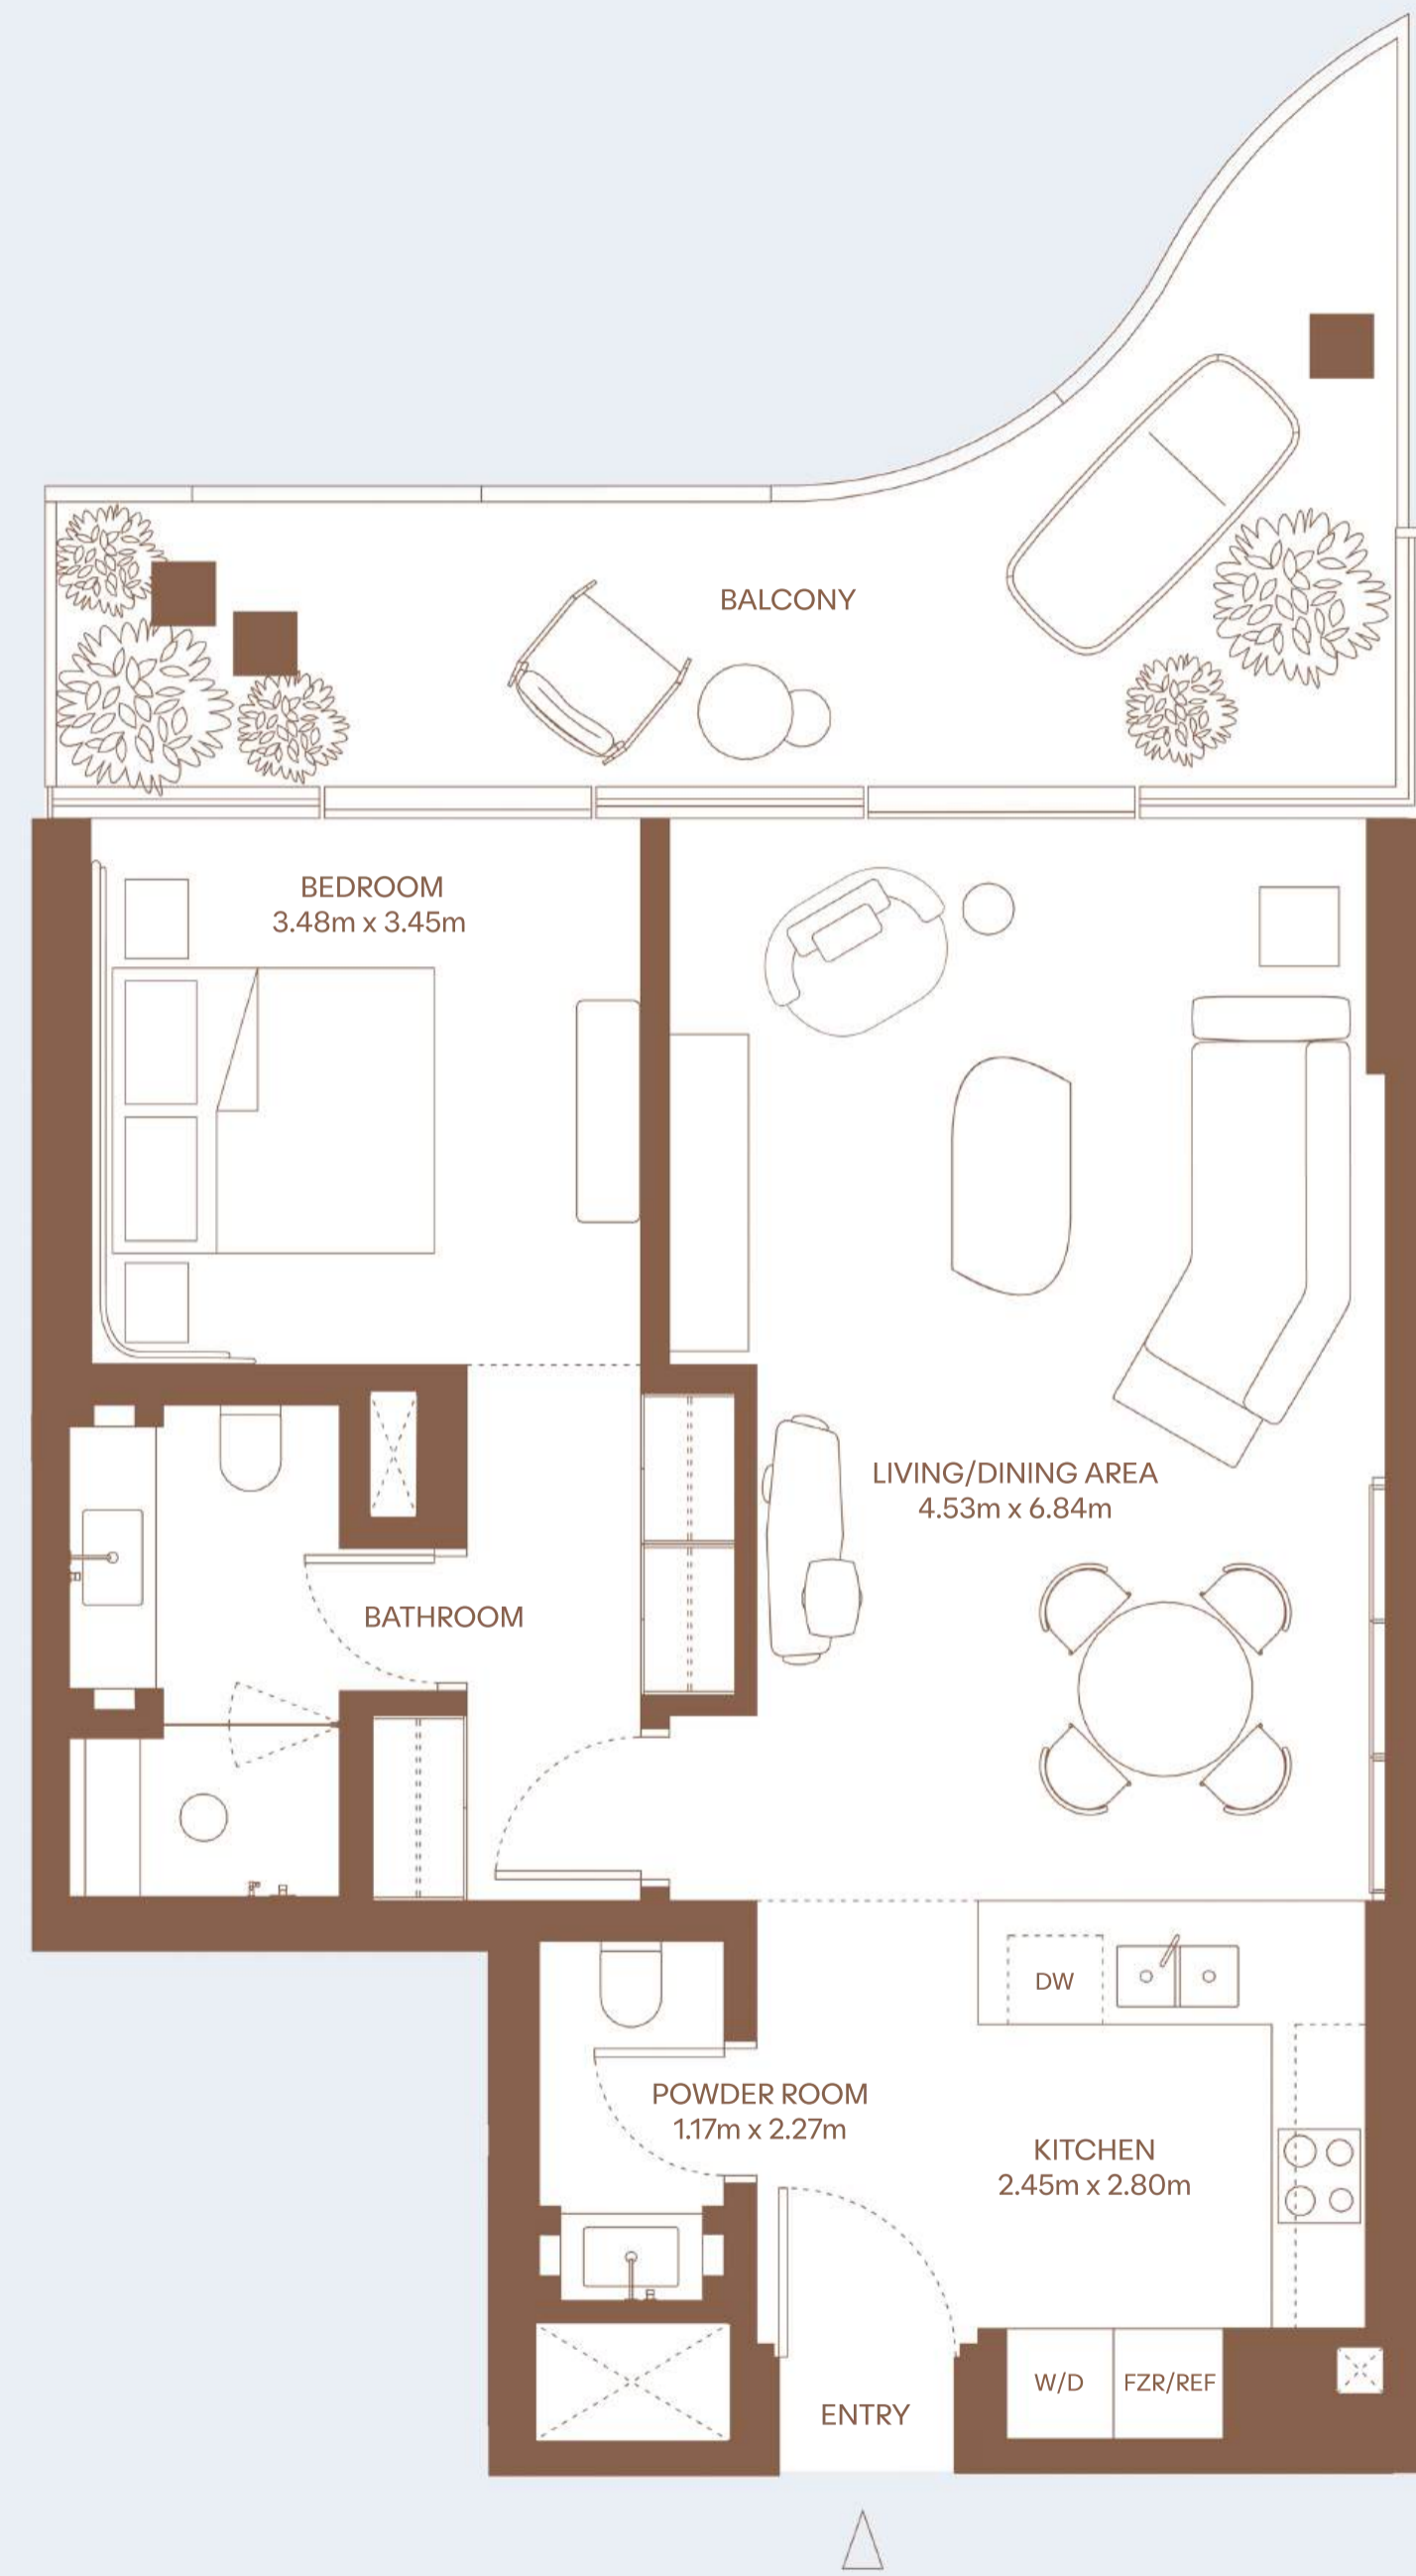 BALCONY
BEDROOM
3.48m x 3.45m
LIVING/DINING AREA
4.53m x 6.84m
BATHROOM
DW
POWDER ROOM
1.17m x 2.27m
KITCHEN
2.45m x 2.80m
W/D
FZR/REF
ENTRY